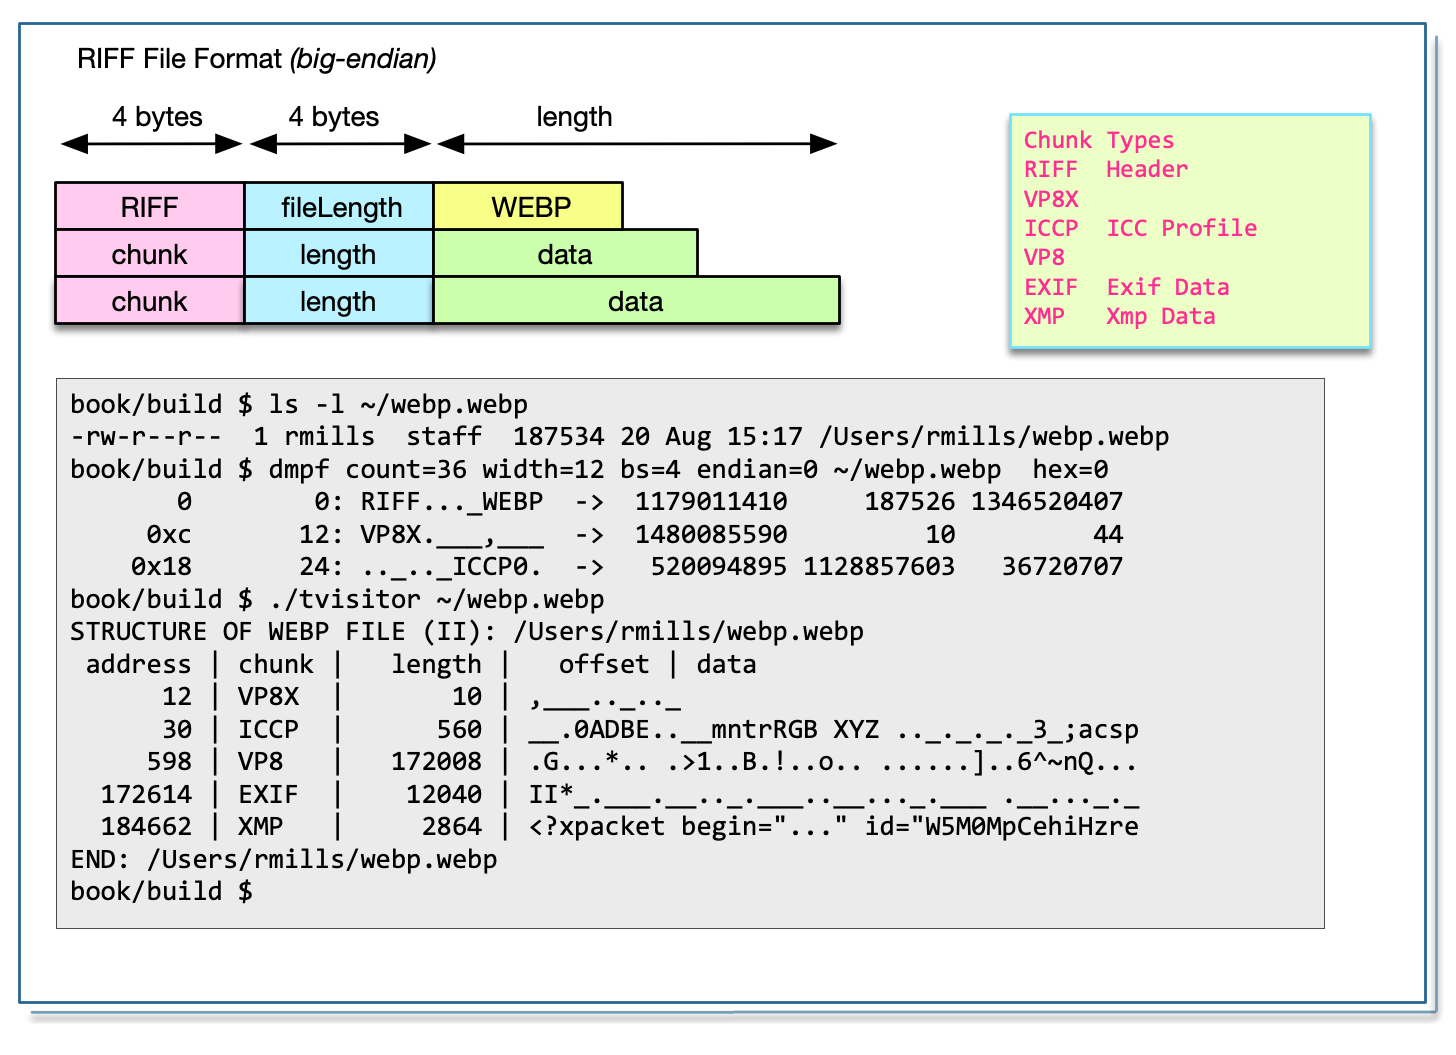 RIFF File Format (big-endian)
4 bytes 4 bytes length
RIFF fileLength WEBP
chunk length data
chunk length data
Chunk Types
RIFF  Header
VP8X
ICCP  ICC Profile
VP8
EXIF  Exif Data
XMP   Xmp Data
book/build $ ls -l ~/webp.webp
-rw-r--r--  1 rmills  staff  187534 20 Aug 15:17 /Users/rmills/webp.webp
book/build $ dmpf count=36 width=12 bs=4 endian=0 ~/webp.webp  hex=0
       0        0: RIFF..._WEBP  ->  1179011410     187526 1346520407
     0xc       12: VP8X.___,___  ->  1480085590         10         44
    0x18       24: .._.._ICCP0.  ->   520094895 1128857603   36720707
book/build $ ./tvisitor ~/webp.webp
STRUCTURE OF WEBP FILE (II): /Users/rmills/webp.webp
 address | chunk |   length |   offset | data
      12 | VP8X  |       10 | ,___.._.._
      30 | ICCP  |      560 | __.0ADBE..__mntrRGB XYZ .._._._._3_;acsp
     598 | VP8   |   172008 | .G...*.. .>1..B.!..o.. ......]..6^~nQ...
  172614 | EXIF  |    12040 | II*_.___.__.._.___..__..._.___ .__..._._
  184662 | XMP   |     2864 | <?xpacket begin="..." id="W5M0MpCehiHzre
END: /Users/rmills/webp.webp
book/build $